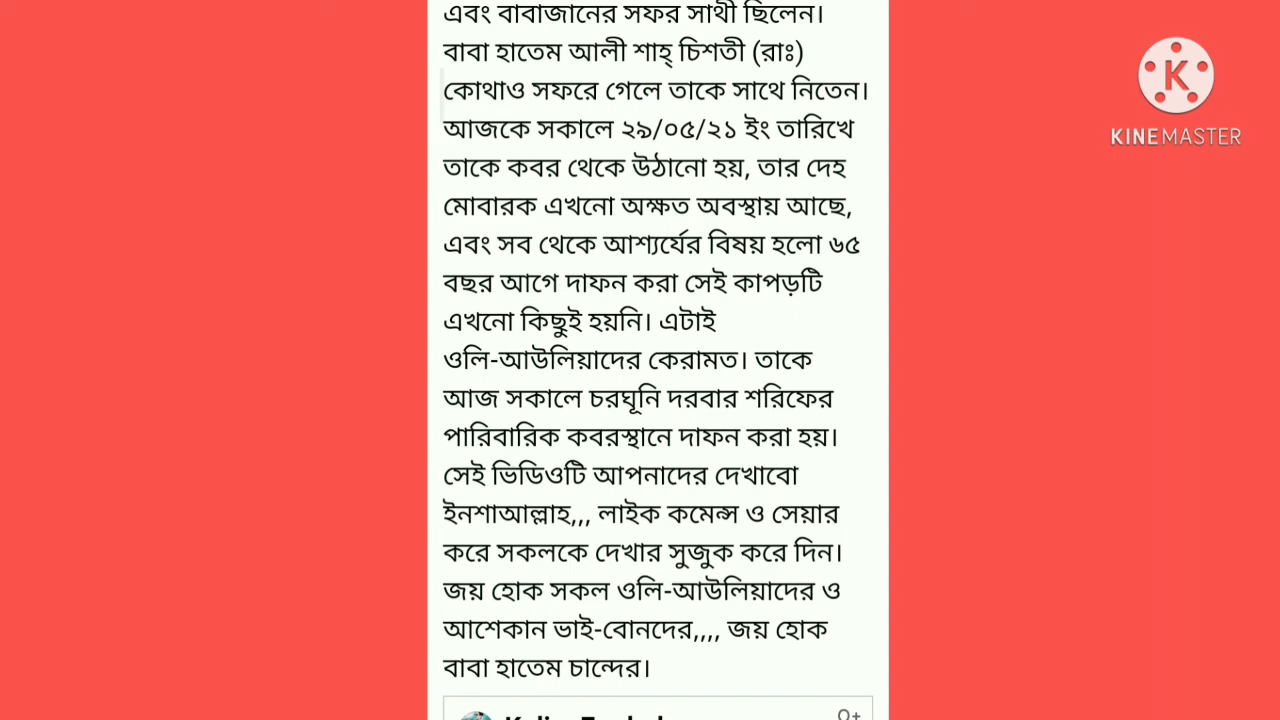 এবং বাবাজানের সফর সাথী ছিলেন।
বাবা হাতেম আলী শাহ্ চিশতী (রাঃ)
কোথাও সফরে গেলে তাকে সাথে নিতেন।
আজকে সকালে ২৯/০৫/২১ ইং তারিখে
তাকে কবর থেকে উঠানো হয়, তার দেহ
মোবারক এখনো অক্ষত অবস্থায় আছে,
এবং সব থেকে আশ্যর্যের বিষয় হলো ৬৫
বছর আগে দাফন করা সেই কাপড়টি
এখনো কিছুই হয়নি। এটাই
ওলি-আউলিয়াদের কেরামত। তাকে
আজ সকালে চরঘূনি দরবার শরিফের
পারিবারিক কবরস্থানে দাফন করা হয়।
সেই ভিডিওটি আপনাদের দেখাবো
ইনশাআল্লাহ,,, লাইক কমেন্স ও সেয়ার
করে সকলকে দেখার সুজুক করে দিন।
জয় হোক সকল ওলি-আউলিয়াদের ও
আশেকান ভাই-বোনদের,,,, জয় হোক
বাবা হাতেম চান্দের।
KINEMASTER